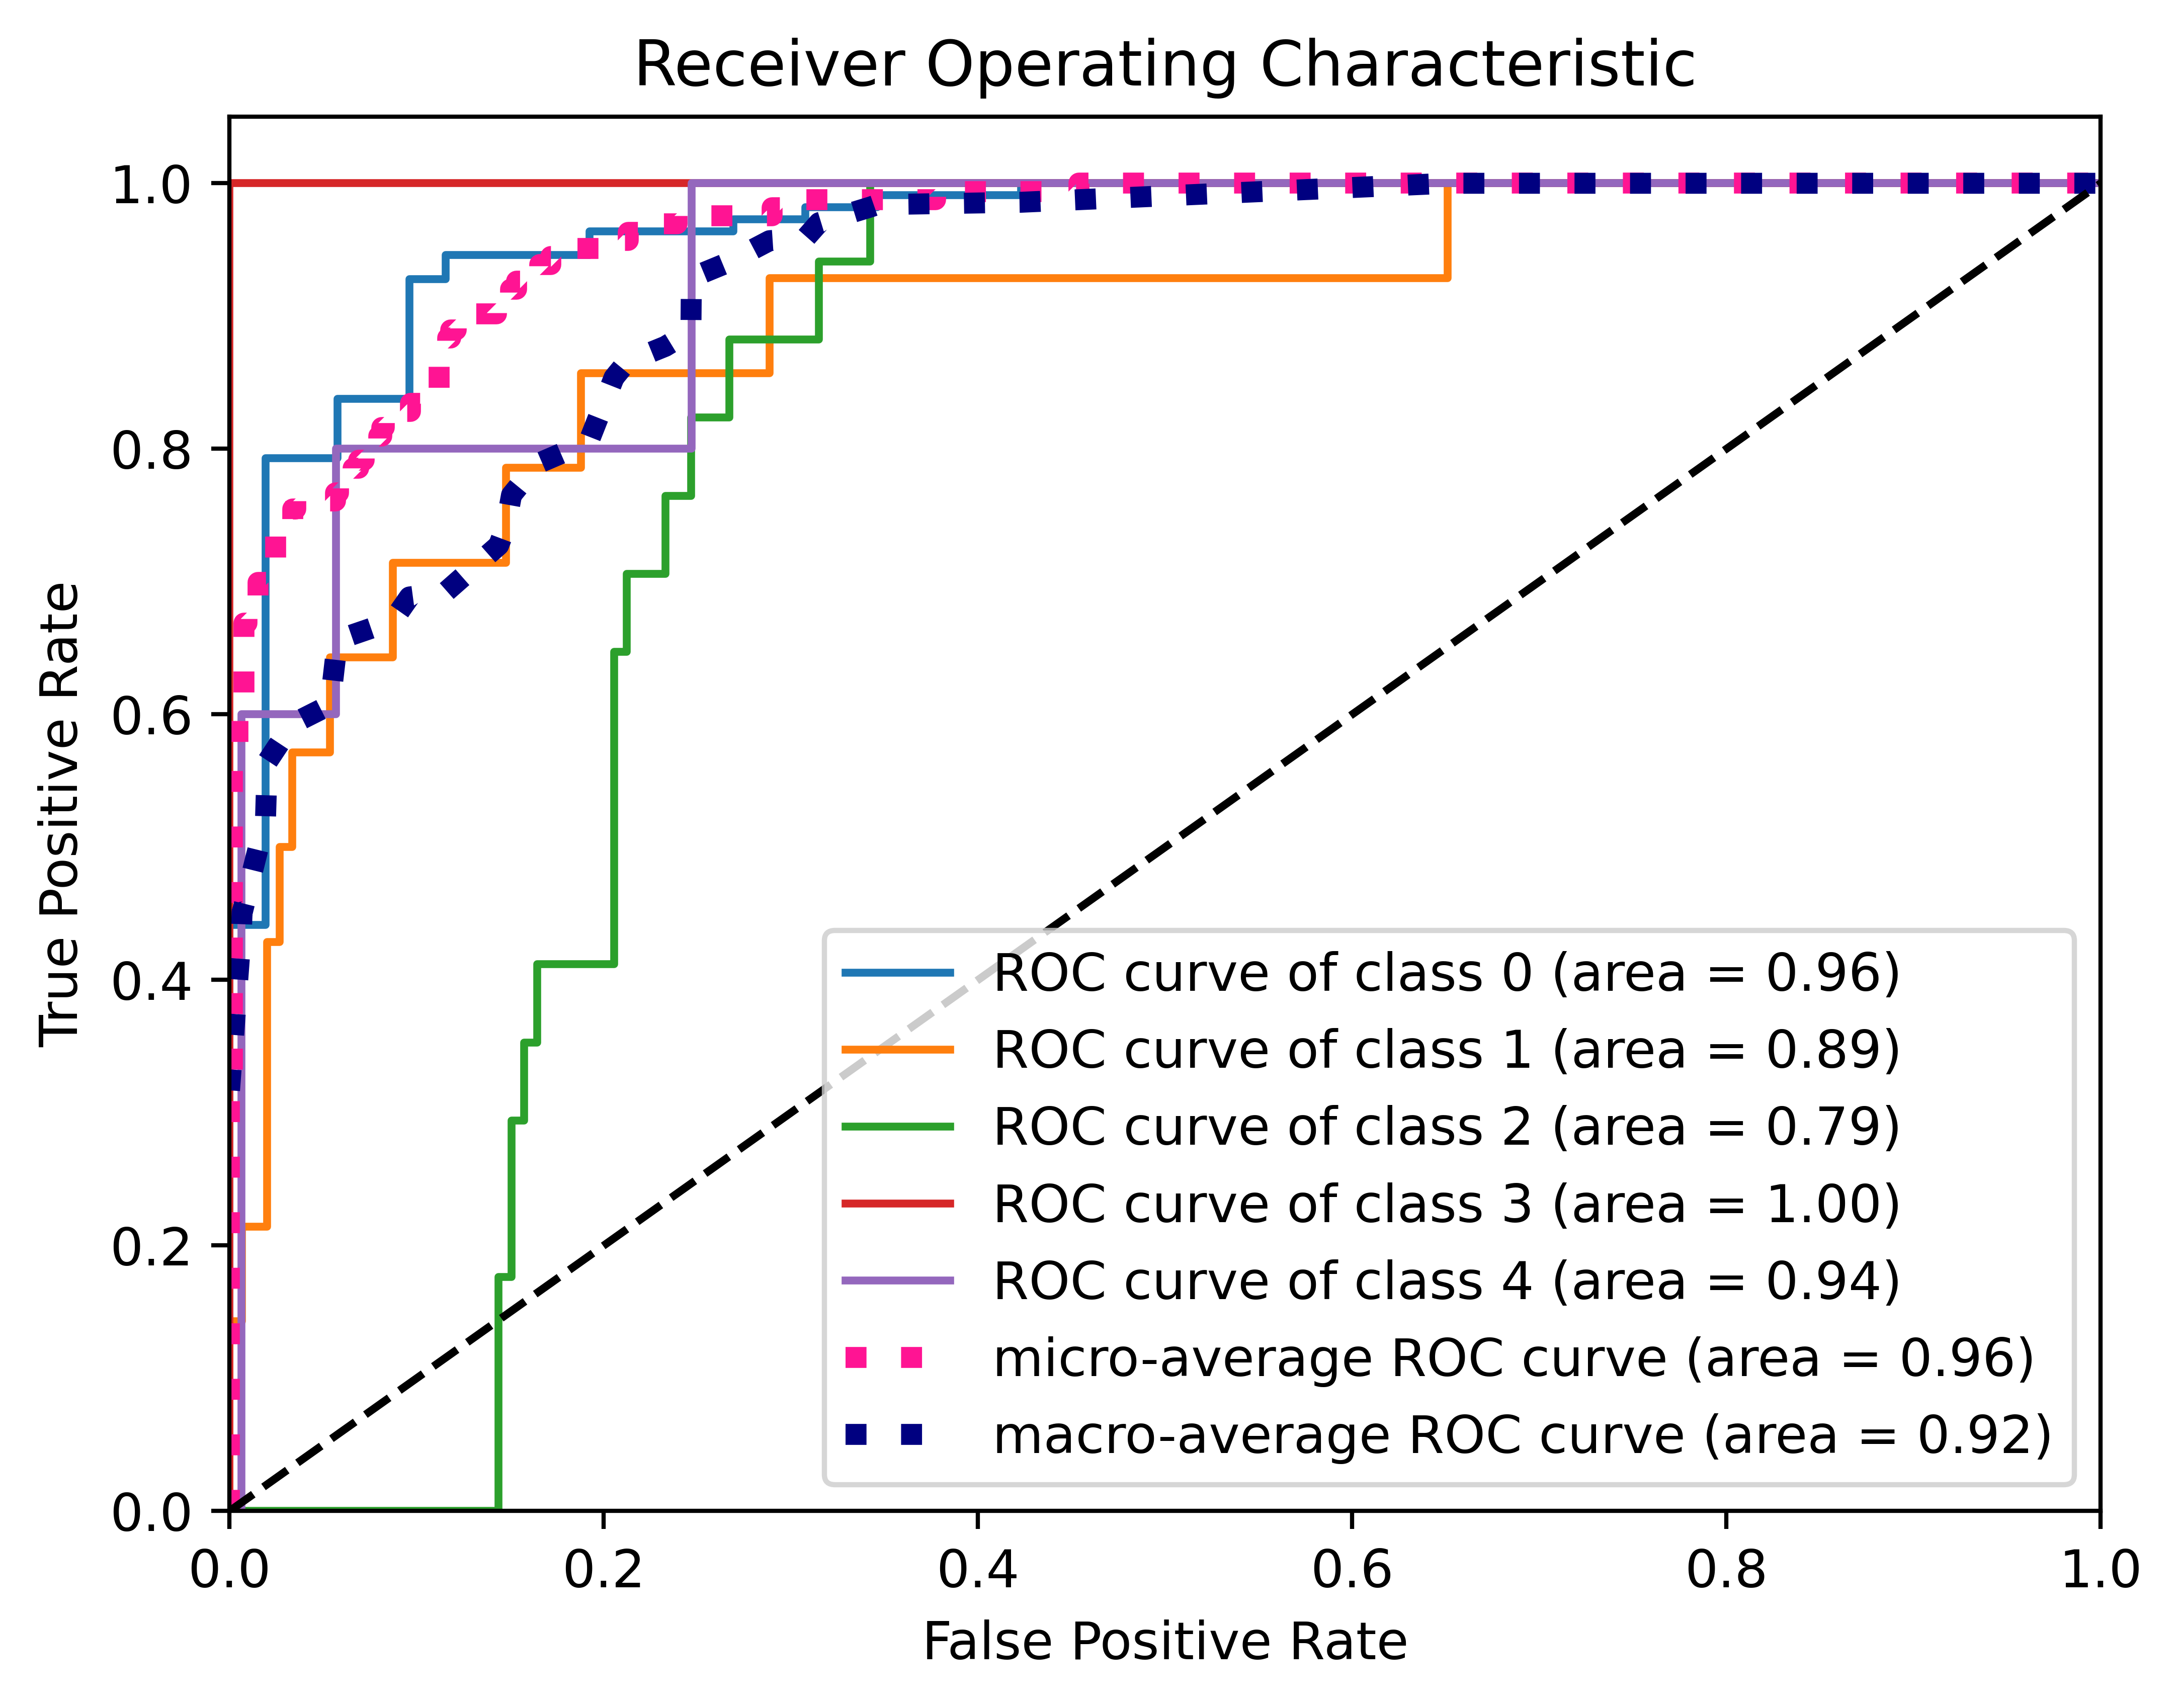 Receiver Operating Characteristic
1.0
0.8
0.6
0.4
0.2
0.0
True Positive Rate
ROC curve of class 0 (area = 0.96)
ROC curve of class 1 (area = 0.89)
ROC curve of class 2 (area = 0.79)
ROC curve of class 3 (area = 1.00)
ROC curve of class 4 (area = 0.94)
micro-average ROC curve (area = 0.96)
macro-average ROC curve (area = 0.92)
0.0 0.2 0.4 0.6 0.8 1.0
False Positive Rate